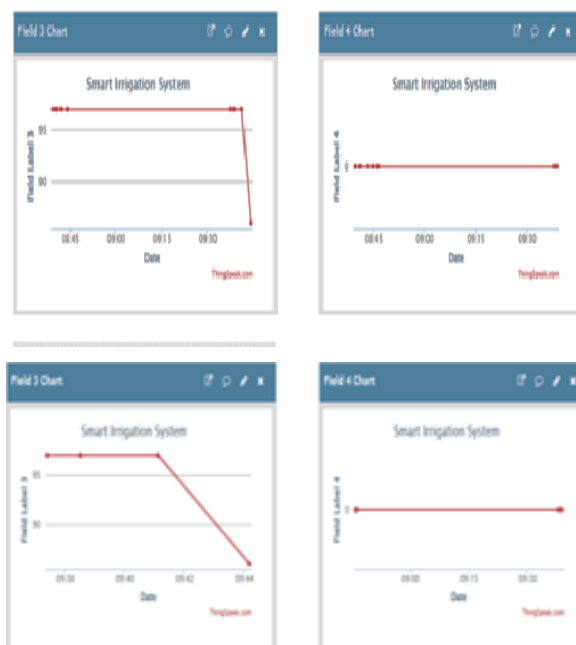 Field 3 Chart
Smart Irrigation System
Field Label 3
95
90
08:45 09:00 09:15 09:30
Date
ThingSpeak.com
Field 4 Chart
Smart Irrigation System
Field Label 4
0
08:45 09:00 09:15 09:30
Date
ThingSpeak.com
Field 3 Chart
Smart Irrigation System
Field Label 3
95
90
09:38 09:40 09:42 09:44
Date
ThingSpeak.com
Field 4 Chart
Smart Irrigation System
Field Label 4
0
09:00 09:15 09:30
Date
ThingSpeak.com